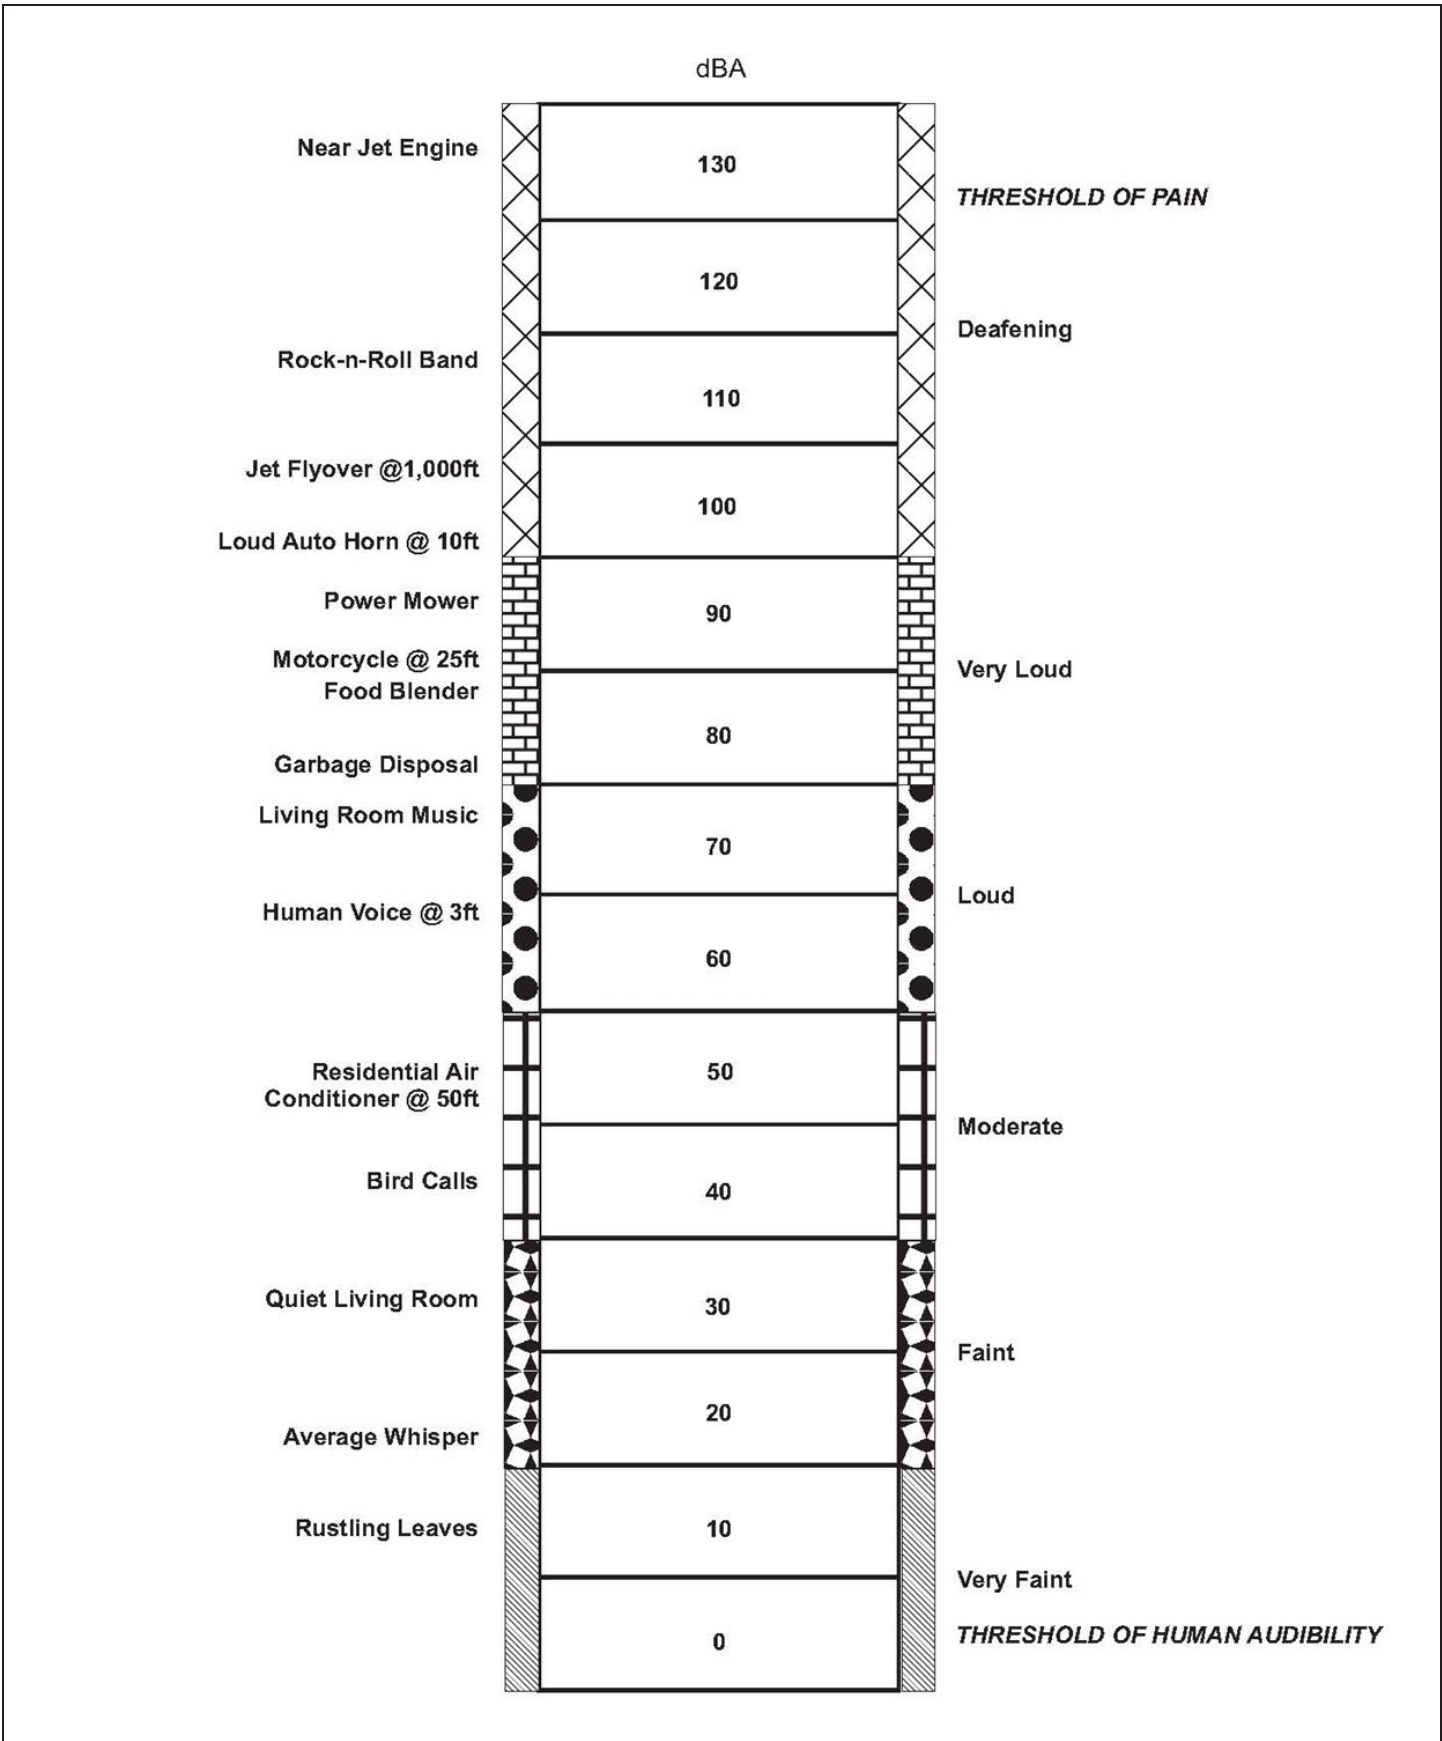 dBA
Near Jet Engine
130
THRESHOLD OF PAIN
120
Deafening
Rock-n-Roll Band
110
Jet Flyover @1,000ft
100
Loud Auto Horn @ 10ft
Power Mower
90
Motorcycle @ 25ft
Very Loud
Food Blender
80
Garbage Disposal
Living Room Music
70
Loud
Human Voice @ 3ft
60
Residential Air
50
Conditioner @ 50ft
Moderate
Bird Calls
40
Quiet Living Room
30
Faint
20
Average Whisper
Rustling Leaves
10
Very Faint
THRESHOLD OF HUMAN AUDIBILITY
0